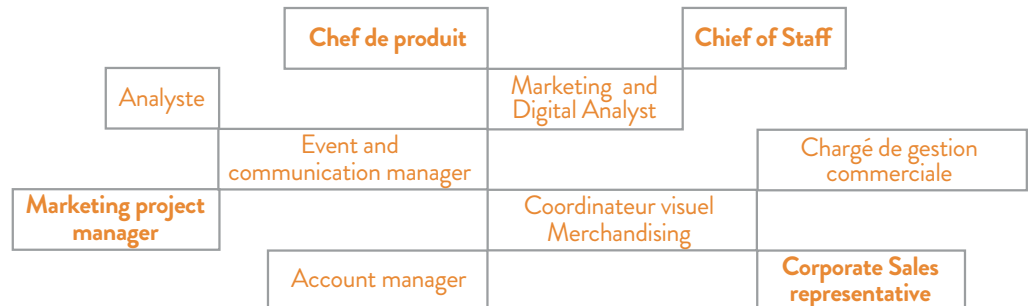 Chef de produit
Chief of Staff
Analyste
Marketing and
Digital Analyst
Event and
communication manager
Chargé de gestion
commerciale
Marketing project
manager
Coordinateur visuel
Merchandising
Account manager
Corporate Sales
representative